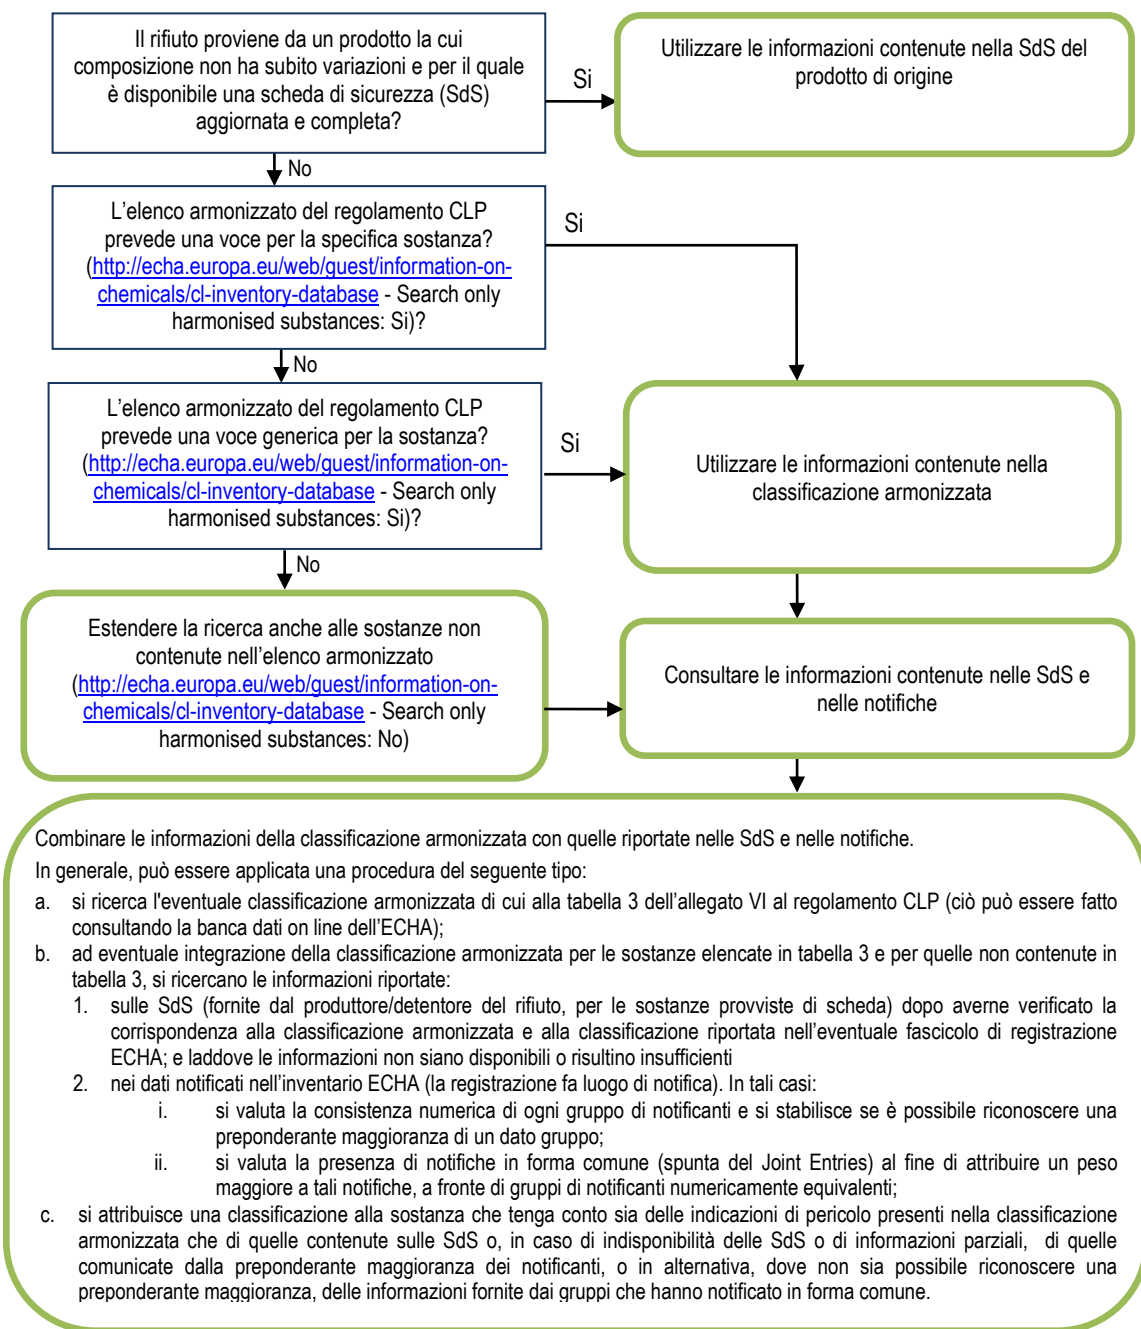 Il rifiuto proviene da un prodotto la cui
composizione non ha subito variazioni e per il quale
è disponibile una scheda di sicurezza (SdS)
aggiornata e completa?
Si
Utilizzare le informazioni contenute nella SdS del
prodotto di origine
No
L'elenco armonizzato del regolamento CLP
prevede una voce per la specifica sostanza?
(http://echa.europa.eu/web/guest/information-on-
chemicals/cl-inventory-database - Search only
harmonised substances: Si)?
Si
No
L'elenco armonizzato del regolamento CLP
prevede una voce generica per la sostanza?
(http://echa.europa.eu/web/guest/information-on-
chemicals/cl-inventory-database - Search only
harmonised substances: Si)?
Si
Utilizzare le informazioni contenute nella
classificazione armonizzata
No
Estendere la ricerca anche alle sostanze non
contenute nell'elenco armonizzato
(http://echa.europa.eu/web/guest/information-on-
chemicals/cl-inventory-database - Search only
harmonised substances: No)
Consultare le informazioni contenute nelle SdS e
nelle notifiche
Combinare le informazioni della classificazione armonizzata con quelle riportate nelle SdS e nelle notifiche.
In generale, può essere applicata una procedura del seguente tipo:
a. si ricerca l'eventuale classificazione armonizzata di cui alla tabella 3 dell'allegato VI al regolamento CLP (ciò può essere fatto
consultando la banca dati on line dell'ECHA);
b. ad eventuale integrazione della classificazione armonizzata per le sostanze elencate in tabella 3 e per quelle non contenute in
tabella 3, si ricercano le informazioni riportate:
1. sulle SdS (fornite dal produttore/detentore del rifiuto, per le sostanze provviste di scheda) dopo averne verificato la
corrispondenza alla classificazione armonizzata e alla classificazione riportata nell'eventuale fascicolo di registrazione
ECHA; e laddove le informazioni non siano disponibili o risultino insufficienti
2. nei dati notificati nell'inventario ECHA (la registrazione fa luogo di notifica). In tali casi:
i. si valuta la consistenza numerica di ogni gruppo di notificanti e si stabilisce se è possibile riconoscere una
preponderante maggioranza di un dato gruppo;
ii. si valuta la presenza di notifiche in forma comune (spunta del Joint Entries) al fine di attribuire un peso
maggiore a tali notifiche, a fronte di gruppi di notificanti numericamente equivalenti;
c. si attribuisce una classificazione alla sostanza che tenga conto sia delle indicazioni di pericolo presenti nella classificazione
armonizzata che di quelle contenute sulle SdS o, in caso di indisponibilità delle SdS o di informazioni parziali, di quelle
comunicate dalla preponderante maggioranza dei notificanti, o in alternativa, dove non sia possibile riconoscere una
preponderante maggioranza, delle informazioni fornite dai gruppi che hanno notificato in forma comune.